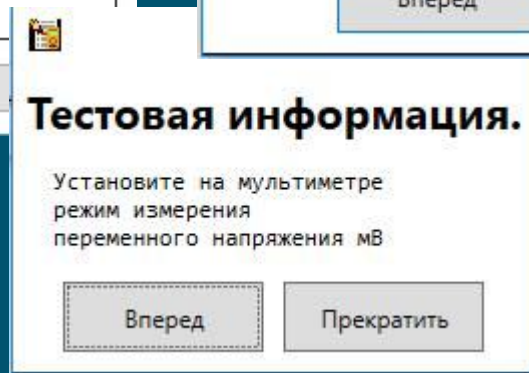 Вперед
Тестовая информация.
Установите на мультиметре
режим измерения
переменного напряжения мВ
Вперед
Прекратить